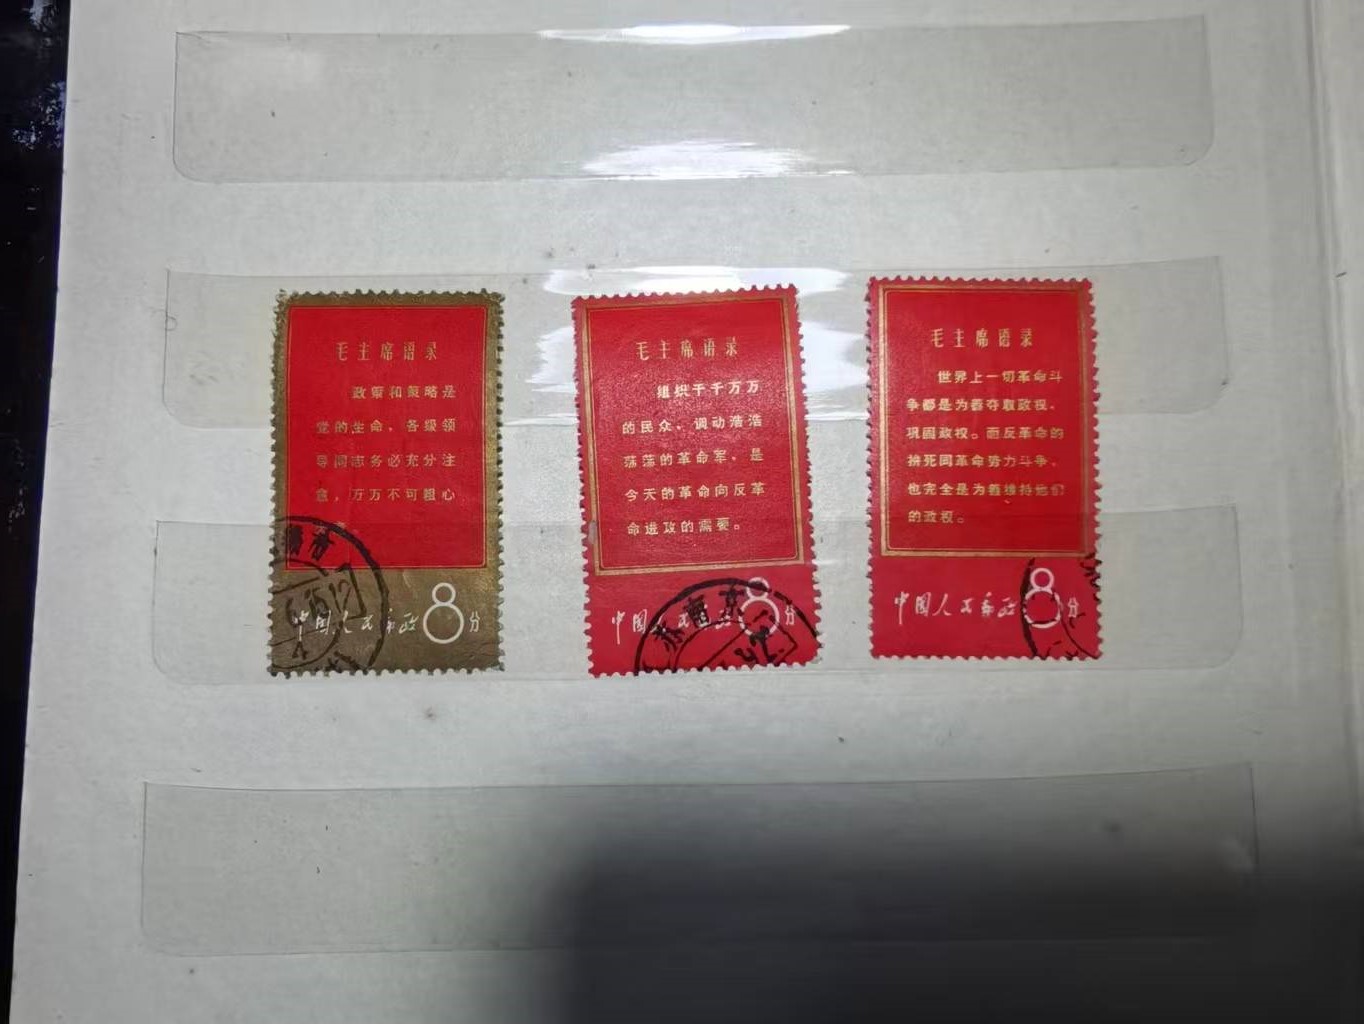 毛主席语录
政策和策略是
党的生命，各级领
导同志务必充分注
意，万万不可粗心
中国人民邮政 8分
毛主席语录
组织千千万万
的民众，调动浩浩
荡荡的革命军，是
今天的革命向反革
命进攻的需要。
中国人民邮政 8分
江苏南京
毛主席语录
世界上一切革命斗
争都是为着夺取政权，
巩固政权。而反革命的
拚死同革命势力斗争，
也完全是为着维持他们
的政权。
中国人民邮政 8分